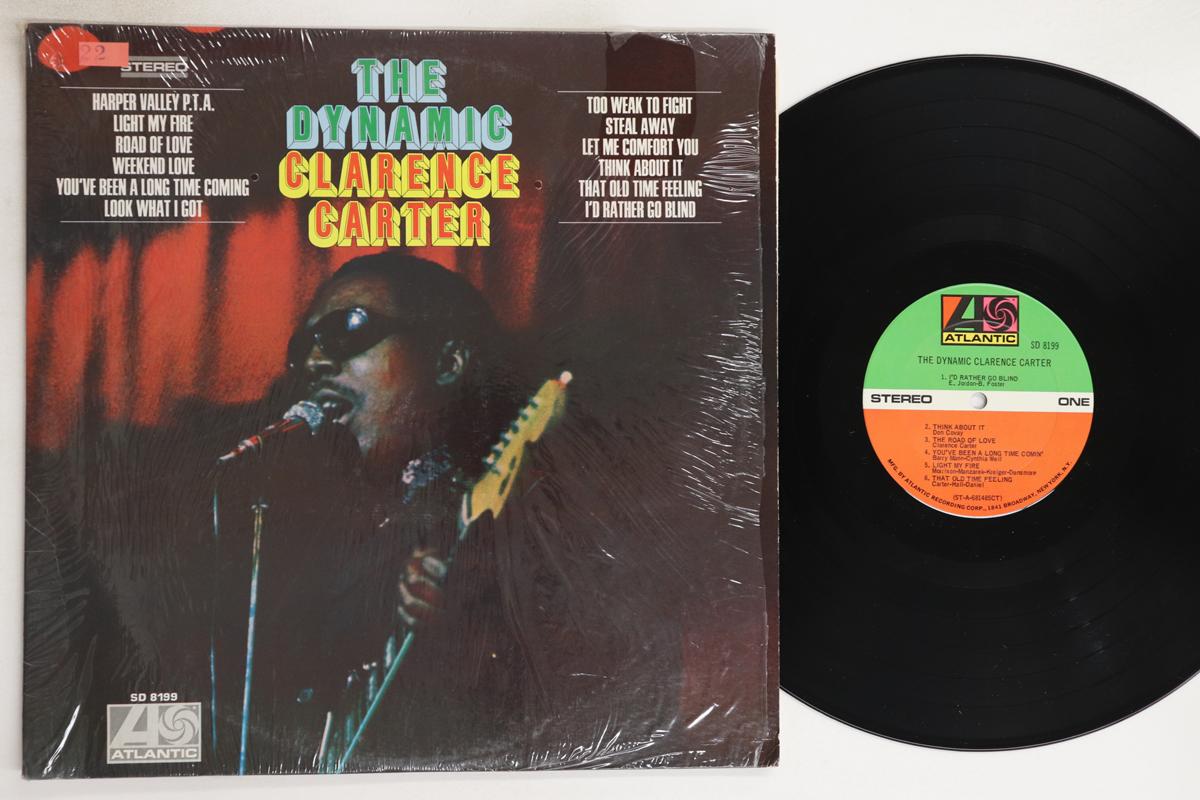 22
STEREO
HARPER VALLEY P.T.A.
LIGHT MY FIRE
ROAD OF LOVE
WEEKEND LOVE
YOU'VE BEEN A LONG TIME COMING
LOOK WHAT I GOT
THE
DYNAMIC
CLARENCE
CARTER
TOO WEAK TO FIGHT
STEAL AWAY
LET ME COMFORT YOU
THINK ABOUT IT
THAT OLD TIME FEELING
I'D RATHER GO BLIND
SD 8199
ATLANTIC
ATLANTIC
SD 8199
THE DYNAMIC CLARENCE CARTER
1. I'D RATHER GO BLIND
E. Jordan-B. Foster
STEREO ONE
2. THINK ABOUT IT
Don Covay
3. THE ROAD OF LOVE
Clarence Carter
4. YOU'VE BEEN A LONG TIME COMIN'
Barry Mann-Cynthia Weil
5. LIGHT MY FIRE
Morrison-Manzarek-Kreiger-Densmore
6. THAT OLD TIME FEELING
Carter-Hall-Daniel
(ST-A-681485CT)
MFG. BY ATLANTIC RECORDING CORP., 1841 BROADWAY, NEW YORK, N.Y.